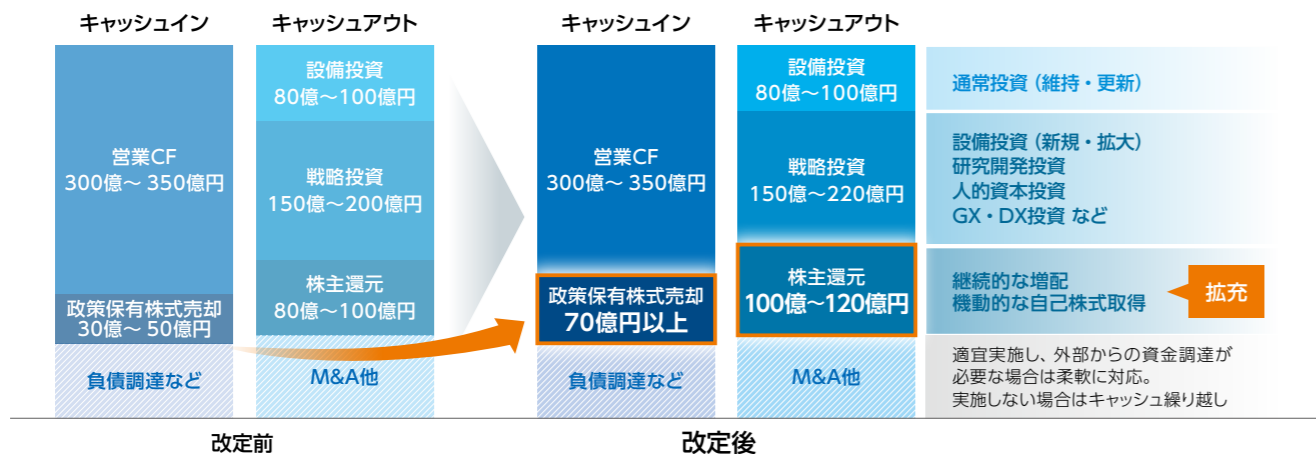 キャッシュイン
キャッシュアウト
営業CF
300億～350億円
政策保有株式売却
30億～50億円
負債調達など
設備投資
80億～100億円
戦略投資
150億～200億円
株主還元
80億～100億円
M&A他
改定前
キャッシュイン
キャッシュアウト
営業CF
300億～350億円
政策保有株式売却
70億円以上
負債調達など
設備投資
80億～100億円
戦略投資
150億～220億円
株主還元
100億～120億円
M&A他
通常投資（維持・更新）
設備投資（新規・拡大）
研究開発投資
人的資本投資
GX・DX投資 など
継続的な増配
機動的な自己株式取得
拡充
適宜実施し、外部からの資金調達が
必要な場合は柔軟に対応。
実施しない場合はキャッシュ繰り越し
改定後